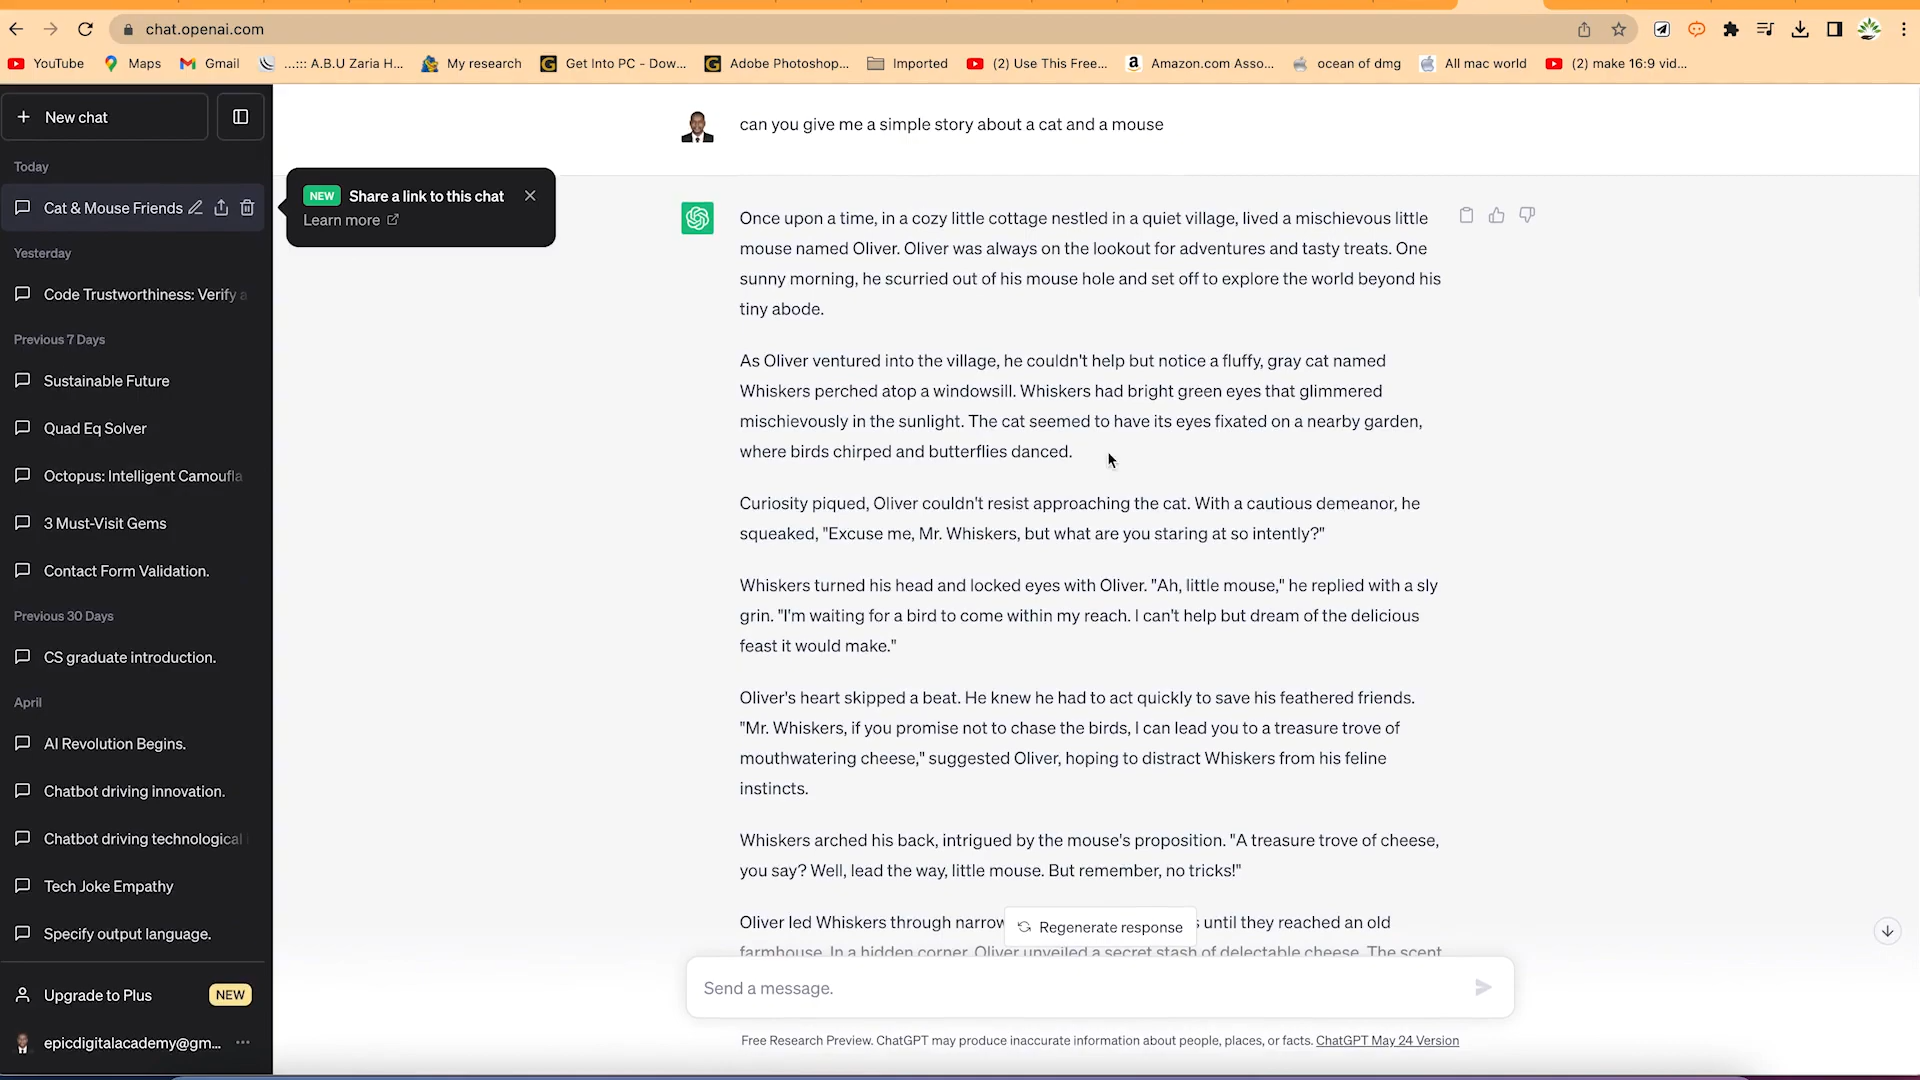 chat.openai.com
YouTube
Maps
Gmail
...::: A.B.U Zaria H...
My research
Get Into PC - Dow...
Adobe Photoshop...
Imported
(2) Use This Free...
Amazon.com Asso...
ocean of dmg
All mac world
(2) make 16:9 vid...
New chat
Today
Cat & Mouse Friends
Yesterday
Code Trustworthiness: Verify a
Previous 7 Days
Sustainable Future
Quad Eq Solver
Octopus: Intelligent Camoufla
3 Must-Visit Gems
Contact Form Validation.
Previous 30 Days
CS graduate introduction.
April
AI Revolution Begins.
Chatbot driving innovation.
Chatbot driving technological
Tech Joke Empathy
Specify output language.
Upgrade to Plus NEW
epicdigitalacademy@gm...
NEW Share a link to this chat
Learn more
can you give me a simple story about a cat and a mouse
Once upon a time, in a cozy little cottage nestled in a quiet village, lived a mischievous little
mouse named Oliver. Oliver was always on the lookout for adventures and tasty treats. One
sunny morning, he scurried out of his mouse hole and set off to explore the world beyond his
tiny abode.
As Oliver ventured into the village, he couldn't help but notice a fluffy, gray cat named
Whiskers perched atop a windowsill. Whiskers had bright green eyes that glimmered
mischievously in the sunlight. The cat seemed to have its eyes fixated on a nearby garden,
where birds chirped and butterflies danced.
Curiosity piqued, Oliver couldn't resist approaching the cat. With a cautious demeanor, he
squeaked, "Excuse me, Mr. Whiskers, but what are you staring at so intently?"
Whiskers turned his head and locked eyes with Oliver. "Ah, little mouse," he replied with a sly
grin. "I'm waiting for a bird to come within my reach. I can't help but dream of the delicious
feast it would make."
Oliver's heart skipped a beat. He knew he had to act quickly to save his feathered friends.
"Mr. Whiskers, if you promise not to chase the birds, I can lead you to a treasure trove of
mouthwatering cheese," suggested Oliver, hoping to distract Whiskers from his feline
instincts.
Whiskers arched his back, intrigued by the mouse's proposition. "A treasure trove of cheese,
you say? Well, lead the way, little mouse. But remember, no tricks!"
Oliver led Whiskers through narrow until they reached an old
Regenerate response
farmhouse. In a hidden corner, Oliver unveiled a secret stash of delectable cheese. The scent
Send a message.
Free Research Preview. ChatGPT may produce inaccurate information about people, places, or facts. ChatGPT May 24 Version